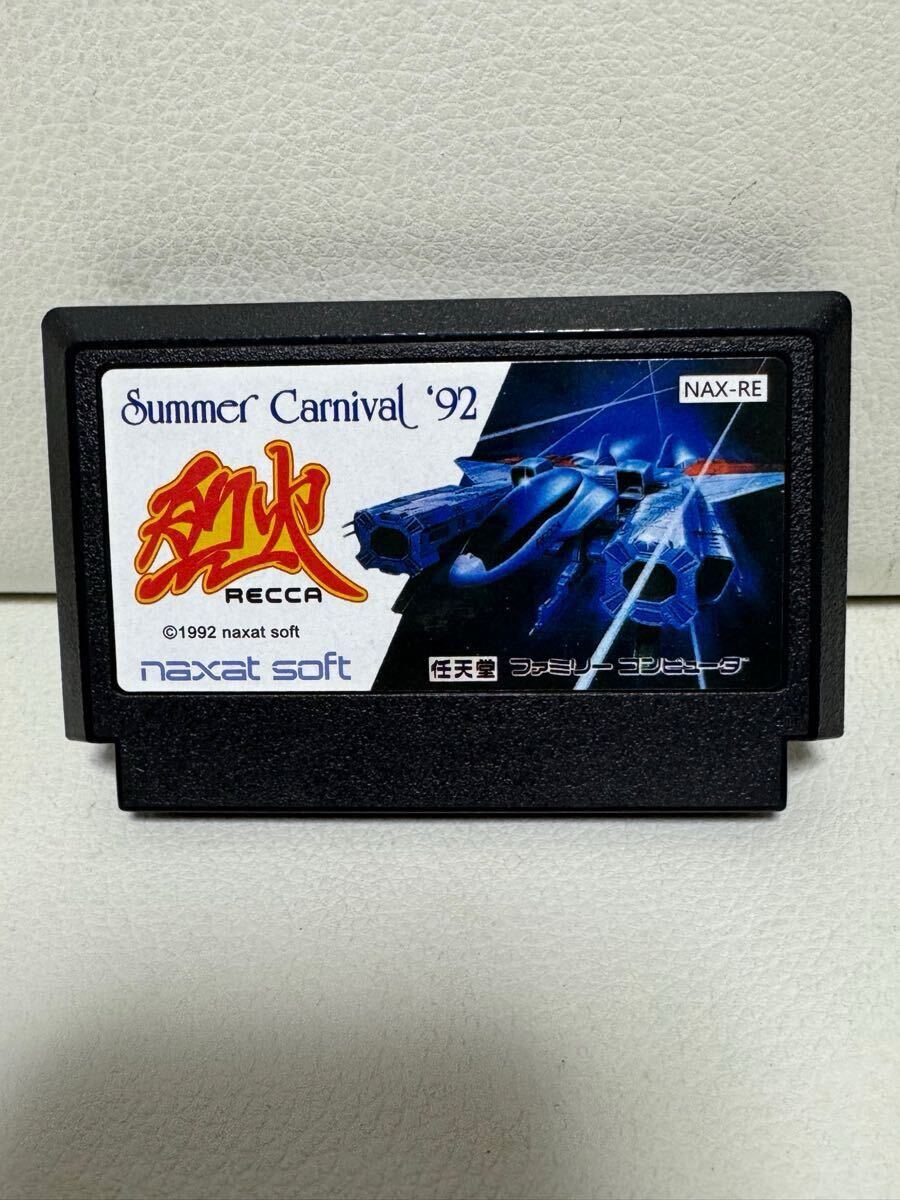 Summer Carnival '92
NAX-RE
烈火
RECCA
©1992 naxat soft
naxat soft
任天堂 ファミリーコンピュータ